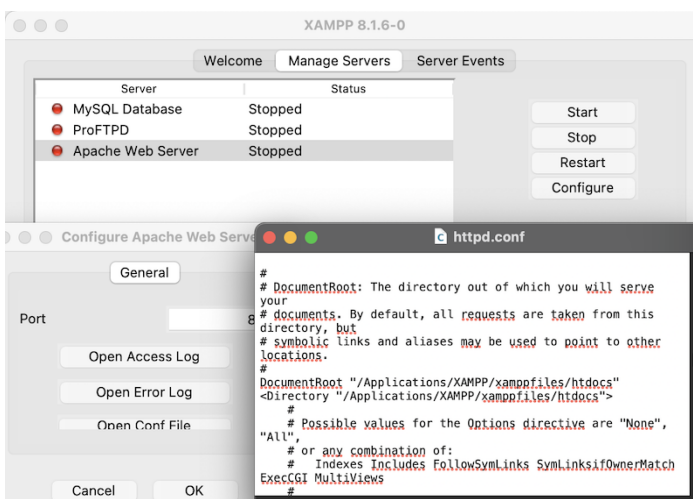 XAMPP 8.1.6-0
Welcome Manage Servers Server Events
Server Status
MySQL Database Stopped
ProFTPD Stopped
Apache Web Server Stopped
Start
Stop
Restart
Configure
Configure Apache Web Serve
General
Port 8
Open Access Log
Open Error Log
Open Conf File
Cancel OK
httpd.conf
#
# DocumentRoot: The directory out of which you will serve
your
# documents. By default, all requests are taken from this
directory, but
# symbolic links and aliases may be used to point to other
locations.
#
DocumentRoot "/Applications/XAMPP/xamppfiles/htdocs"
<Directory "/Applications/XAMPP/xamppfiles/htdocs">
#
# Possible values for the Options directive are "None",
"All",
# or any combination of:
# Indexes Includes FollowSymLinks SymLinksifOwnerMatch
ExecCGI MultiViews
#